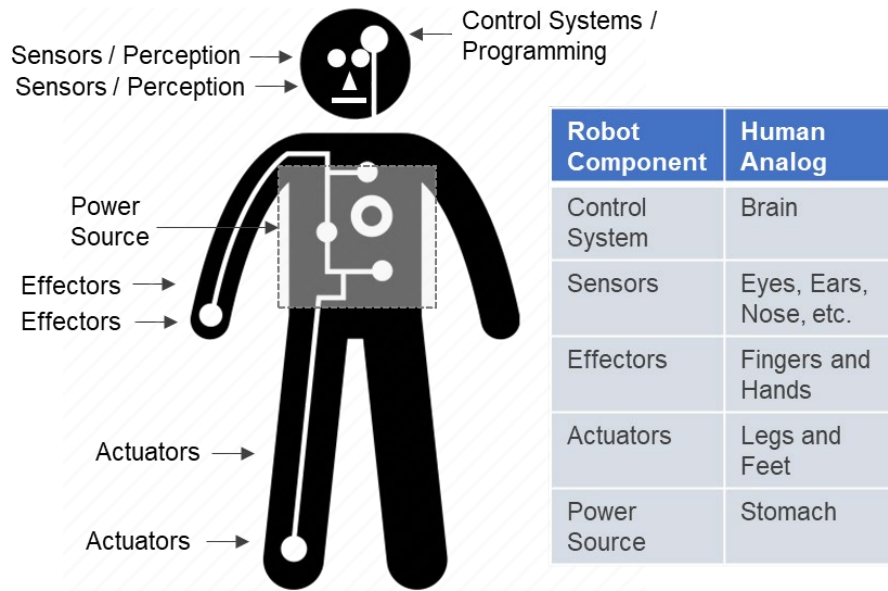 Control Systems /
Programming
Sensors / Perception
Sensors / Perception
Power
Source
Effectors
Effectors
Actuators
Actuators
Robot
Component
Human
Analog
Control
System
Brain
Sensors
Eyes, Ears,
Nose, etc.
Effectors
Fingers and
Hands
Actuators
Legs and
Feet
Power
Source
Stomach